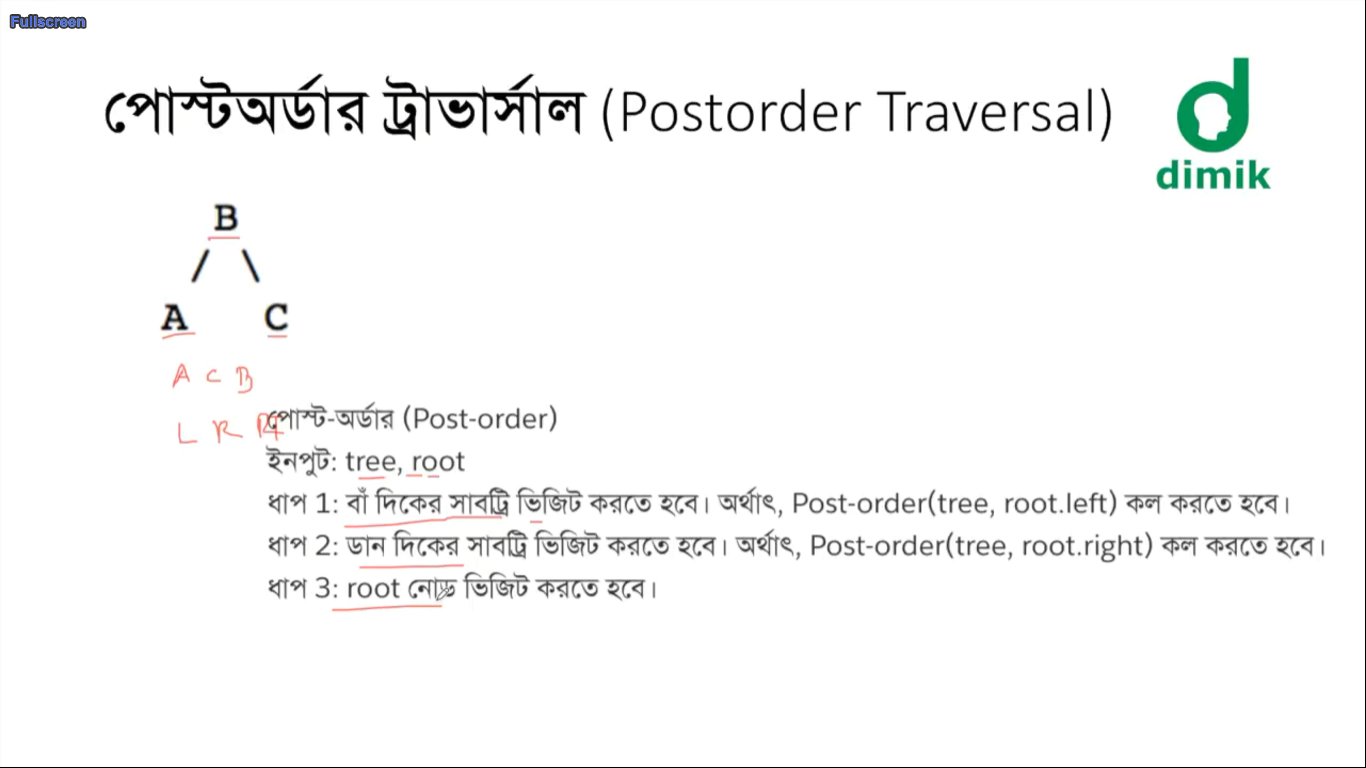 Fullscreen
পোস্টঅর্ডার ট্রাভার্সাল (Postorder Traversal)
dimik
B
/ \
A C
A C B
L R
পোস্ট-অর্ডার (Post-order)
ইনপুট: tree, root
ধাপ 1: বাঁ দিকের সাবট্রি ভিজিট করতে হবে। অর্থাৎ, Post-order(tree, root.left) কল করতে হবে।
ধাপ 2: ডান দিকের সাবট্রি ভিজিট করতে হবে। অর্থাৎ, Post-order(tree, root.right) কল করতে হবে।
ধাপ 3: root নোড ভিজিট করতে হবে।